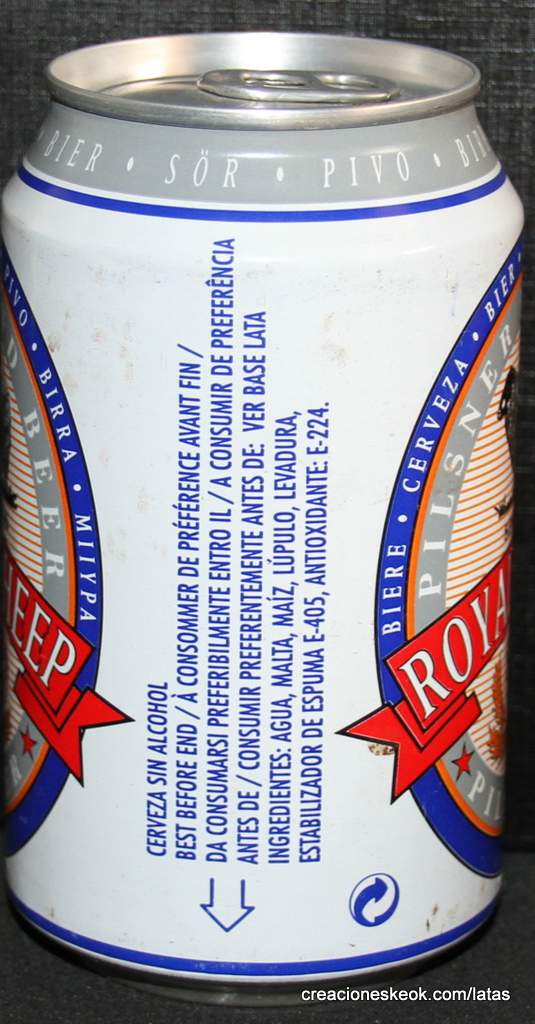 BIER • SÖR • PIVO •
CERVEZA SIN ALCOHOL
BEST BEFORE END / À CONSOMMER DE PRÉFÉRENCE AVANT FIN /
DA CONSUMARSI PREFERIBILMENTE ENTRO IL / A CONSUMIR DE PREFERÊNCIA
ANTES DE / CONSUMIR PREFERENTEMENTE ANTES DE: VER BASE LATA
INGREDIENTES: AGUA, MALTA, MAÍZ, LÚPULO, LEVADURA,
ESTABILIZADOR DE ESPUMA E-405, ANTIOXIDANTE: E-224.
PIVO • BIRRA • MIIYPA
BEER
BIERE • CERVEZA • BIER
PILSNER
creacioneskeok.com/latas